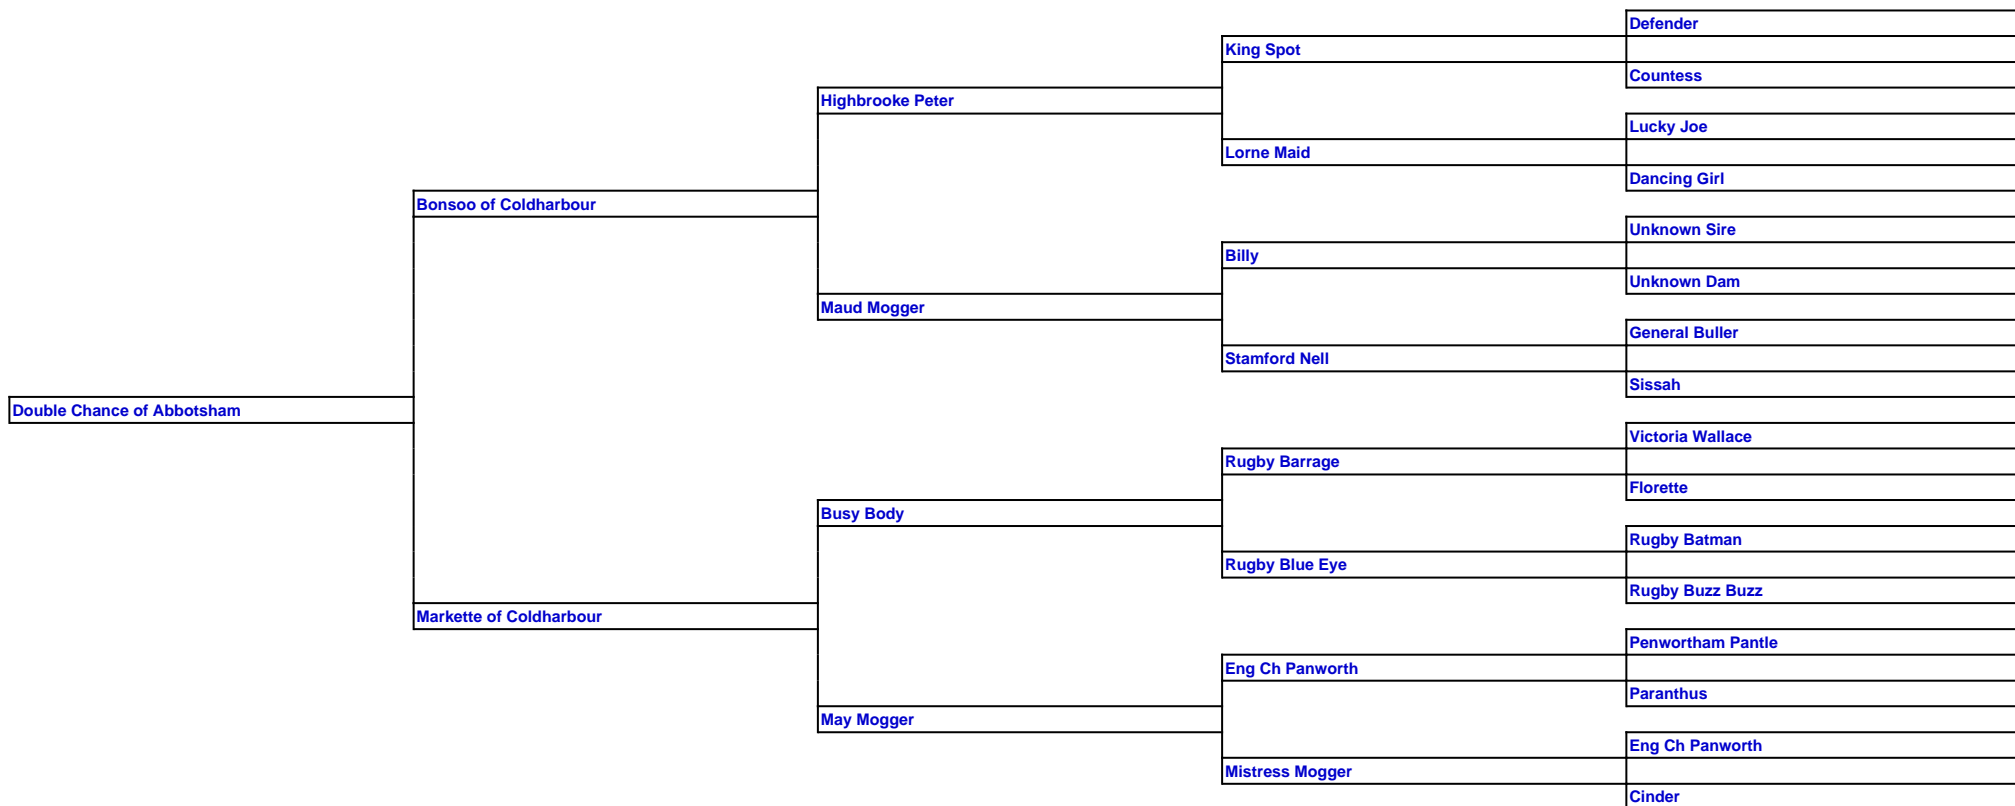 Defender
King Spot
Countess
Highbrooke Peter
Lucky Joe
Lorne Maid
Dancing Girl
Bonsoo of Coldharbour
Unknown Sire
Billy
Unknown Dam
Maud Mogger
General Buller
Stamford Nell
Sissah
Double Chance of Abbotsham
Victoria Wallace
Rugby Barrage
Florette
Busy Body
Rugby Batman
Rugby Blue Eye
Rugby Buzz Buzz
Markette of Coldharbour
Penwortham Pantle
Eng Ch Panworth
Paranthus
May Mogger
Eng Ch Panworth
Mistress Mogger
Cinder